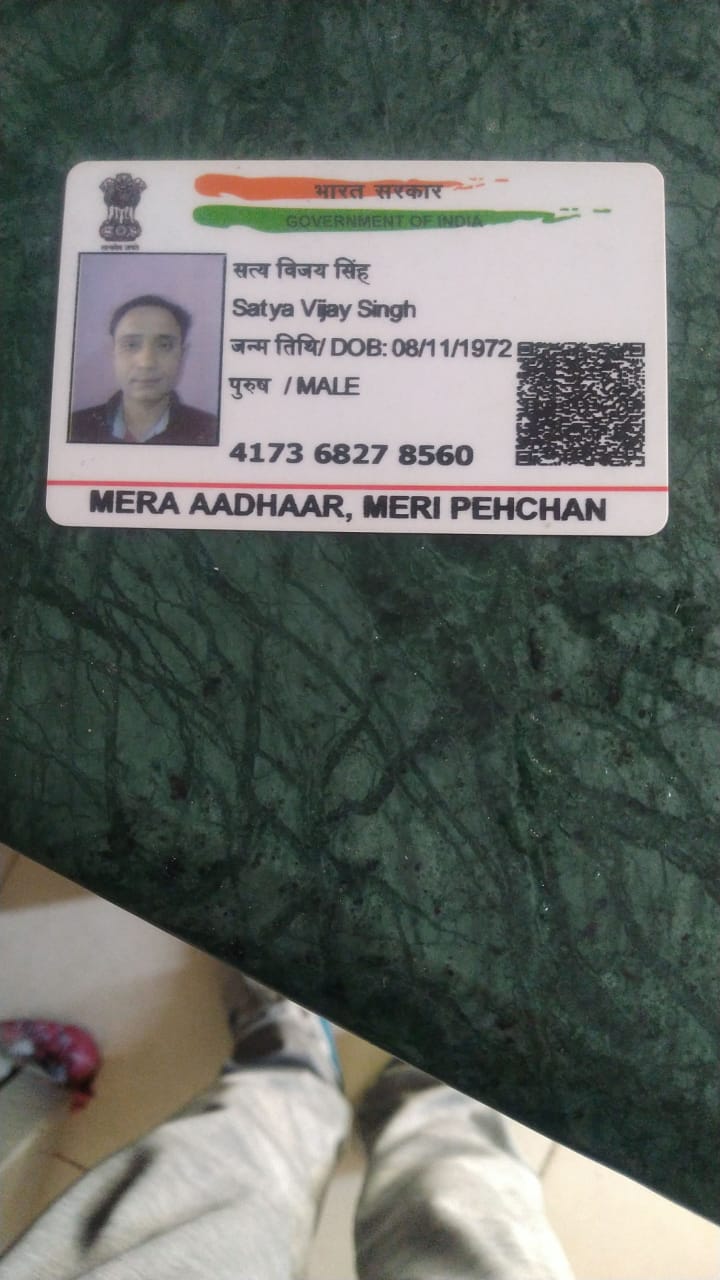 भारत सरकार
GOVERNMENT OF INDIA
सत्यमेव जयते
सत्य विजय सिंह
Satya Vijay Singh
जन्म तिथि/ DOB: 08/11/1972
पुरुष / MALE
4173 6827 8560
MERA AADHAAR, MERI PEHCHAN